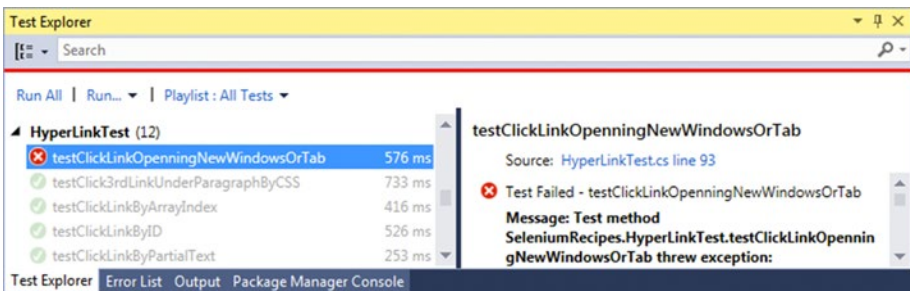 Test Explorer
Search
Run All | Run... | Playlist : All Tests
HyperLinkTest (12)
testClickLinkOpenningNewWindowsOrTab 576 ms
testClick3rdLinkUnderParagraphByCSS 733 ms
testClickLinkByArrayIndex 416 ms
testClickLinkByID 526 ms
testClickLinkByPartialText 253 ms
testClickLinkOpenningNewWindowsOrTab
Source: HyperLinkTest.cs line 93
Test Failed - testClickLinkOpenningNewWindowsOrTab
Message: Test method
SeleniumRecipes.HyperLinkTest.testClickLinkOpennin
gNewWindowsOrTab threw exception:
Test Explorer Error List Output Package Manager Console